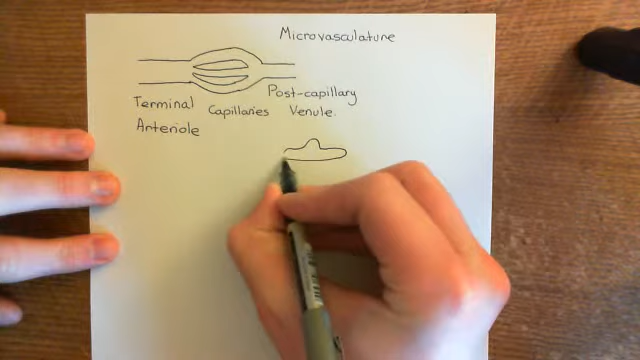 Microvasculature
Terminal
Arteriole
Capillaries
Post-capillary
Venule.